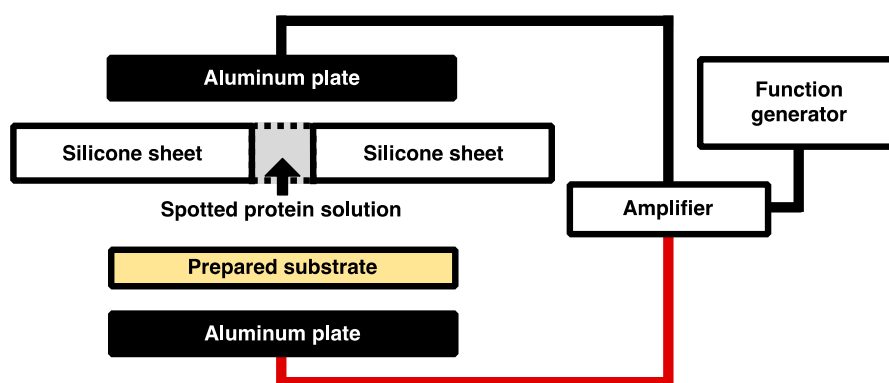 Aluminum plate
Function
generator
Silicone sheet
Silicone sheet
Spotted protein solution
Amplifier
Prepared substrate
Aluminum plate